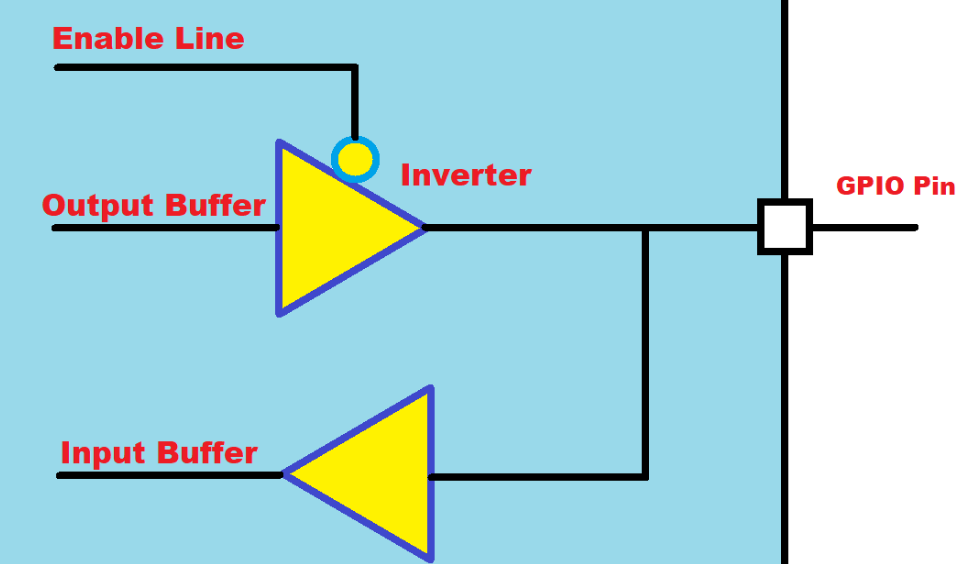 Enable Line
Inverter
GPIO Pin
Output Buffer
Input Buffer